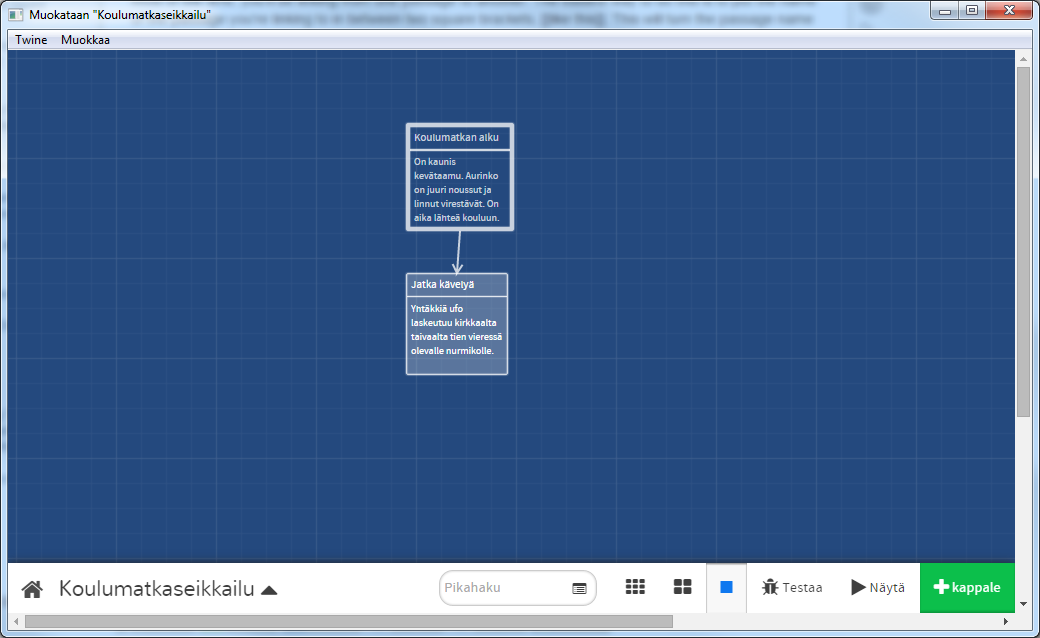 Muokataan "Koulumatkaseikkailu"
Twine Muokkaa
Koulumatkan alku
On kaunis
kevätaamu. Aurinko
on juuri noussut ja
linnut virestävät. On
aika lähteä kouluun.
Jatka kävelyä
Yhtäkkiä ufo
laskeutuu kirkkaalta
taivaalta tien vieressä
olevalle nurmikolle.
Koulumatkaseikkailu
Pikahaku
Testaa
Näytä
kappale